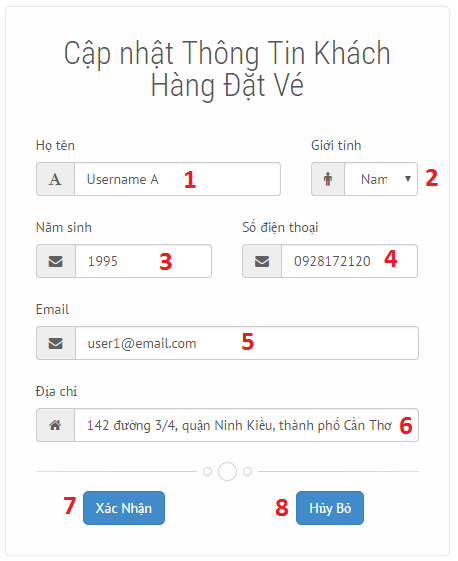 Cập nhật Thông Tin Khách
Hàng Đặt Vé
Họ tên Giới tính
A Username A 1 Nam 2
Năm sinh Số điện thoại
1995 3 0928172120 4
Email
user1@email.com 5
Địa chỉ
142 đường 3/4, quận Ninh Kiều, thành phố Cần Thơ 6
7 Xác Nhận 8 Hủy Bỏ